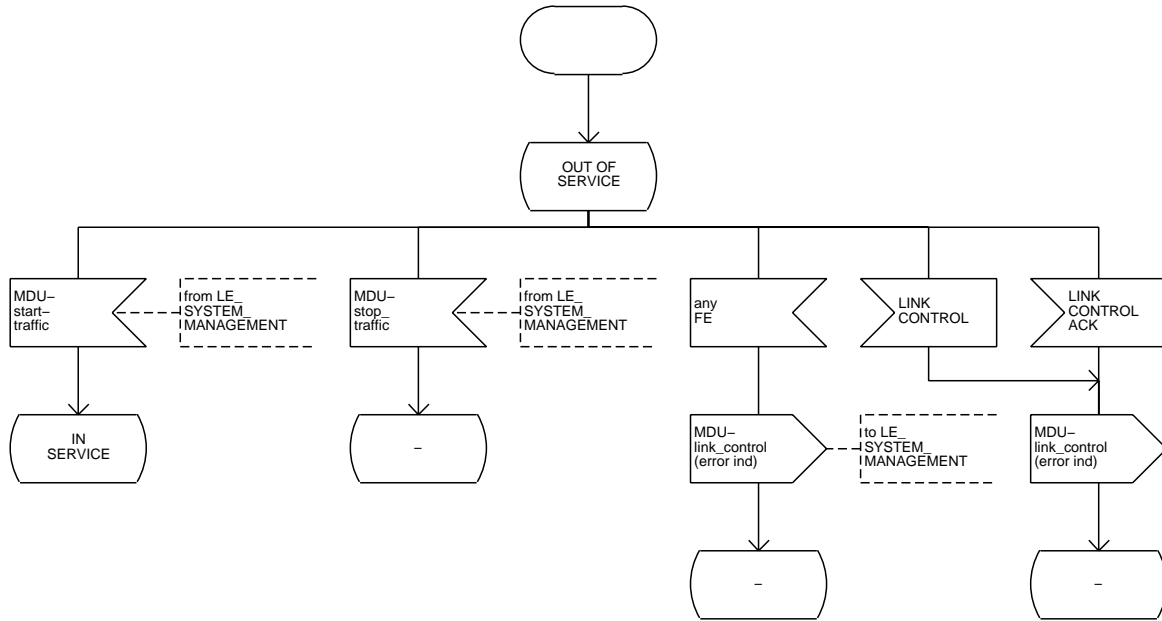 OUT OF
SERVICE
MDU–
start–
traffic
from LE_
SYSTEM_
MANAGEMENT
MDU–
stop_
traffic
from LE_
SYSTEM_
MANAGEMENT
any
FE
LINK
CONTROL
LINK
CONTROL
ACK
IN
SERVICE
–
MDU–
link_control
(error ind)
to LE_
SYSTEM_
MANAGEMENT
MDU–
link_control
(error ind)
–
–